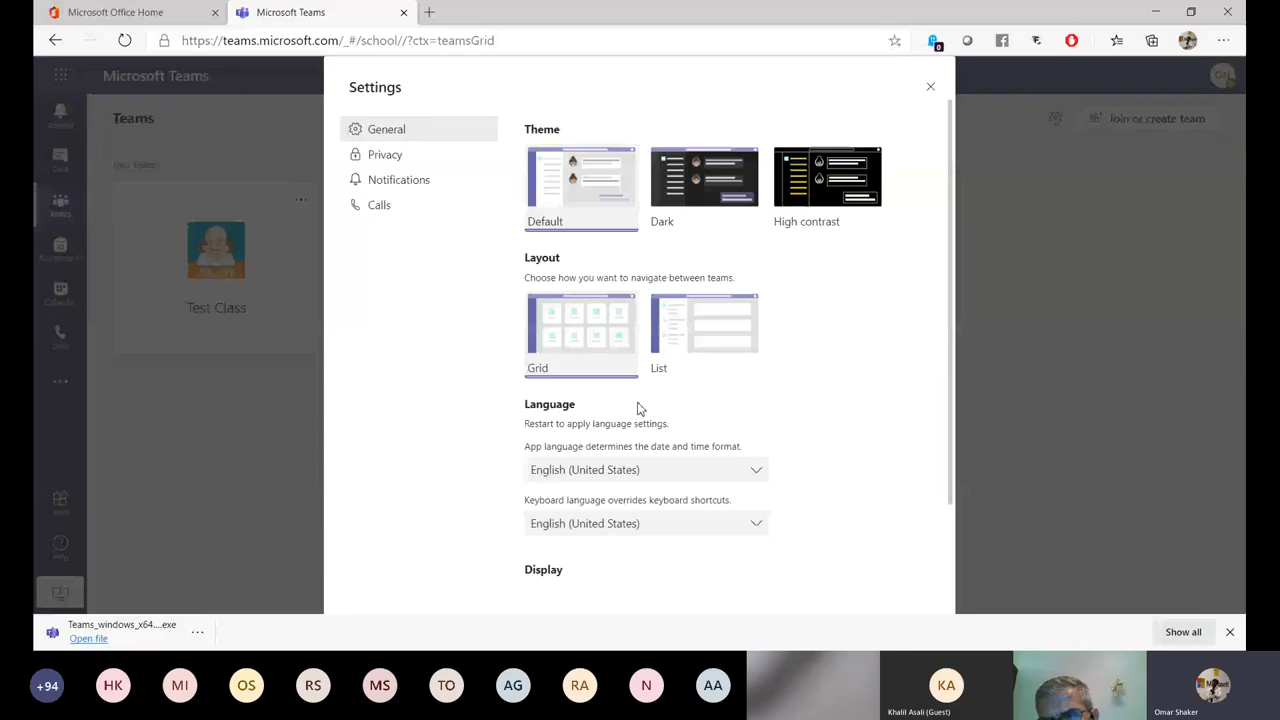 Microsoft Office Home
Microsoft Teams
https://teams.microsoft.com/_#/school//?ctx=teamsGrid
0
Microsoft Teams
Teams
Test Class
Join or create team
Settings
General
Privacy
Notifications
Calls
Theme
Default
Dark
High contrast
Layout
Choose how you want to navigate between teams.
Grid
List
Language
Restart to apply language settings.
App language determines the date and time format.
English (United States)
Keyboard language overrides keyboard shortcuts.
English (United States)
Display
Teams_windows_x64....exe
Open file
Show all
+94
HK
MI
OS
RS
MS
TO
AG
RA
N
AA
KA
Khalil Asali (Guest)
Omar Shaker